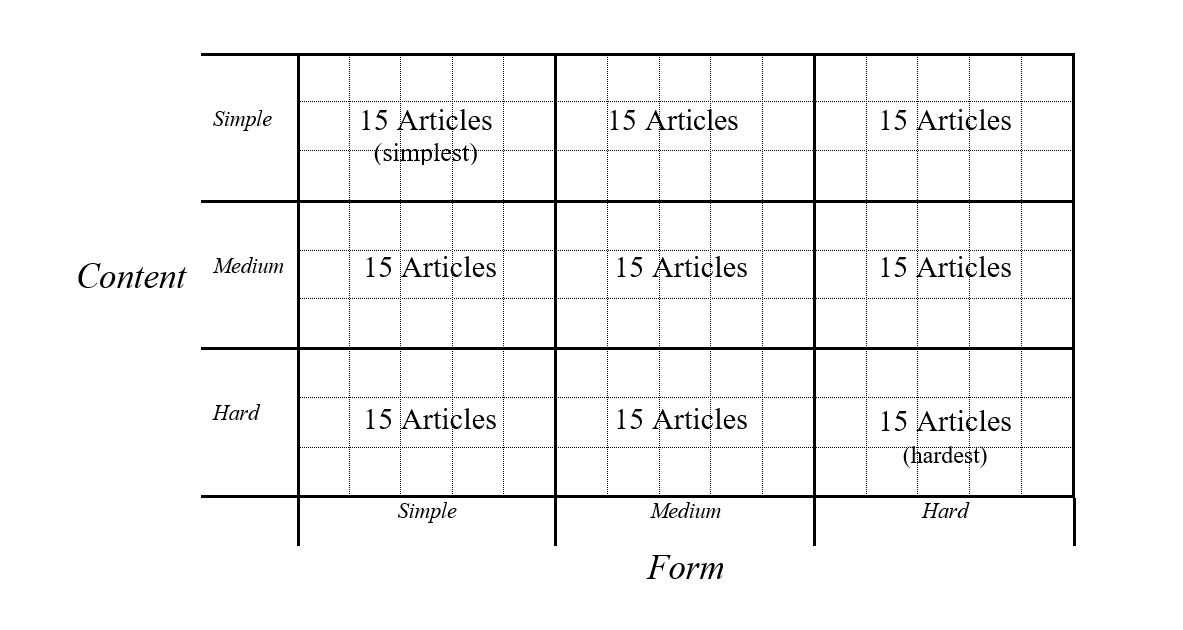 Simple
15 Articles
15 Articles
15 Articles
(simplest)
Content
Medium
15 Articles
15 Articles
15 Articles
Hard
15 Articles
15 Articles
15 Articles
(hardest)
Simple
Medium
Hard
Form